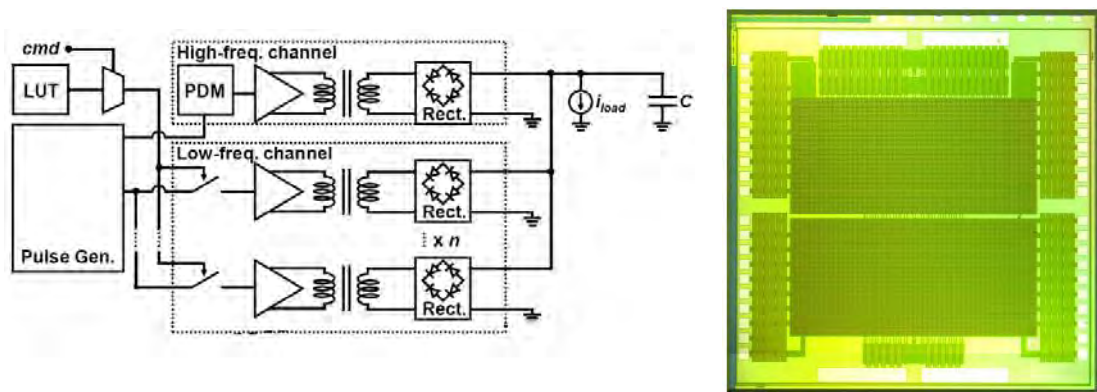 High-freq. channel
cmd
LUT
PDM
Rect.
i_load
C
Low-freq. channel
Rect.
⋮ x n
Pulse Gen.
Rect.